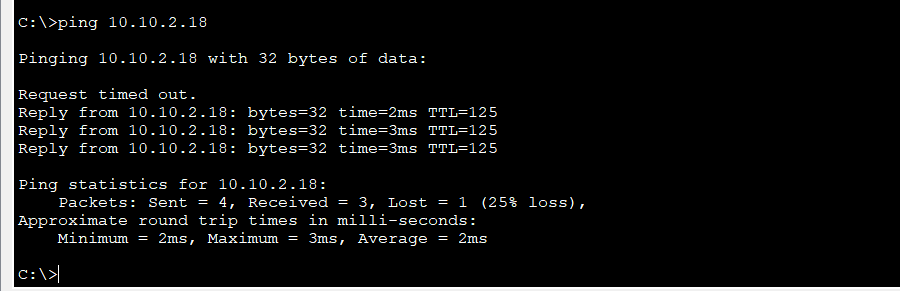 C:\>ping 10.10.2.18
Pinging 10.10.2.18 with 32 bytes of data:
Request timed out.
Reply from 10.10.2.18: bytes=32 time=2ms TTL=125
Reply from 10.10.2.18: bytes=32 time=3ms TTL=125
Reply from 10.10.2.18: bytes=32 time=3ms TTL=125
Ping statistics for 10.10.2.18:
    Packets: Sent = 4, Received = 3, Lost = 1 (25% loss),
Approximate round trip times in milli-seconds:
    Minimum = 2ms, Maximum = 3ms, Average = 2ms
C:\>